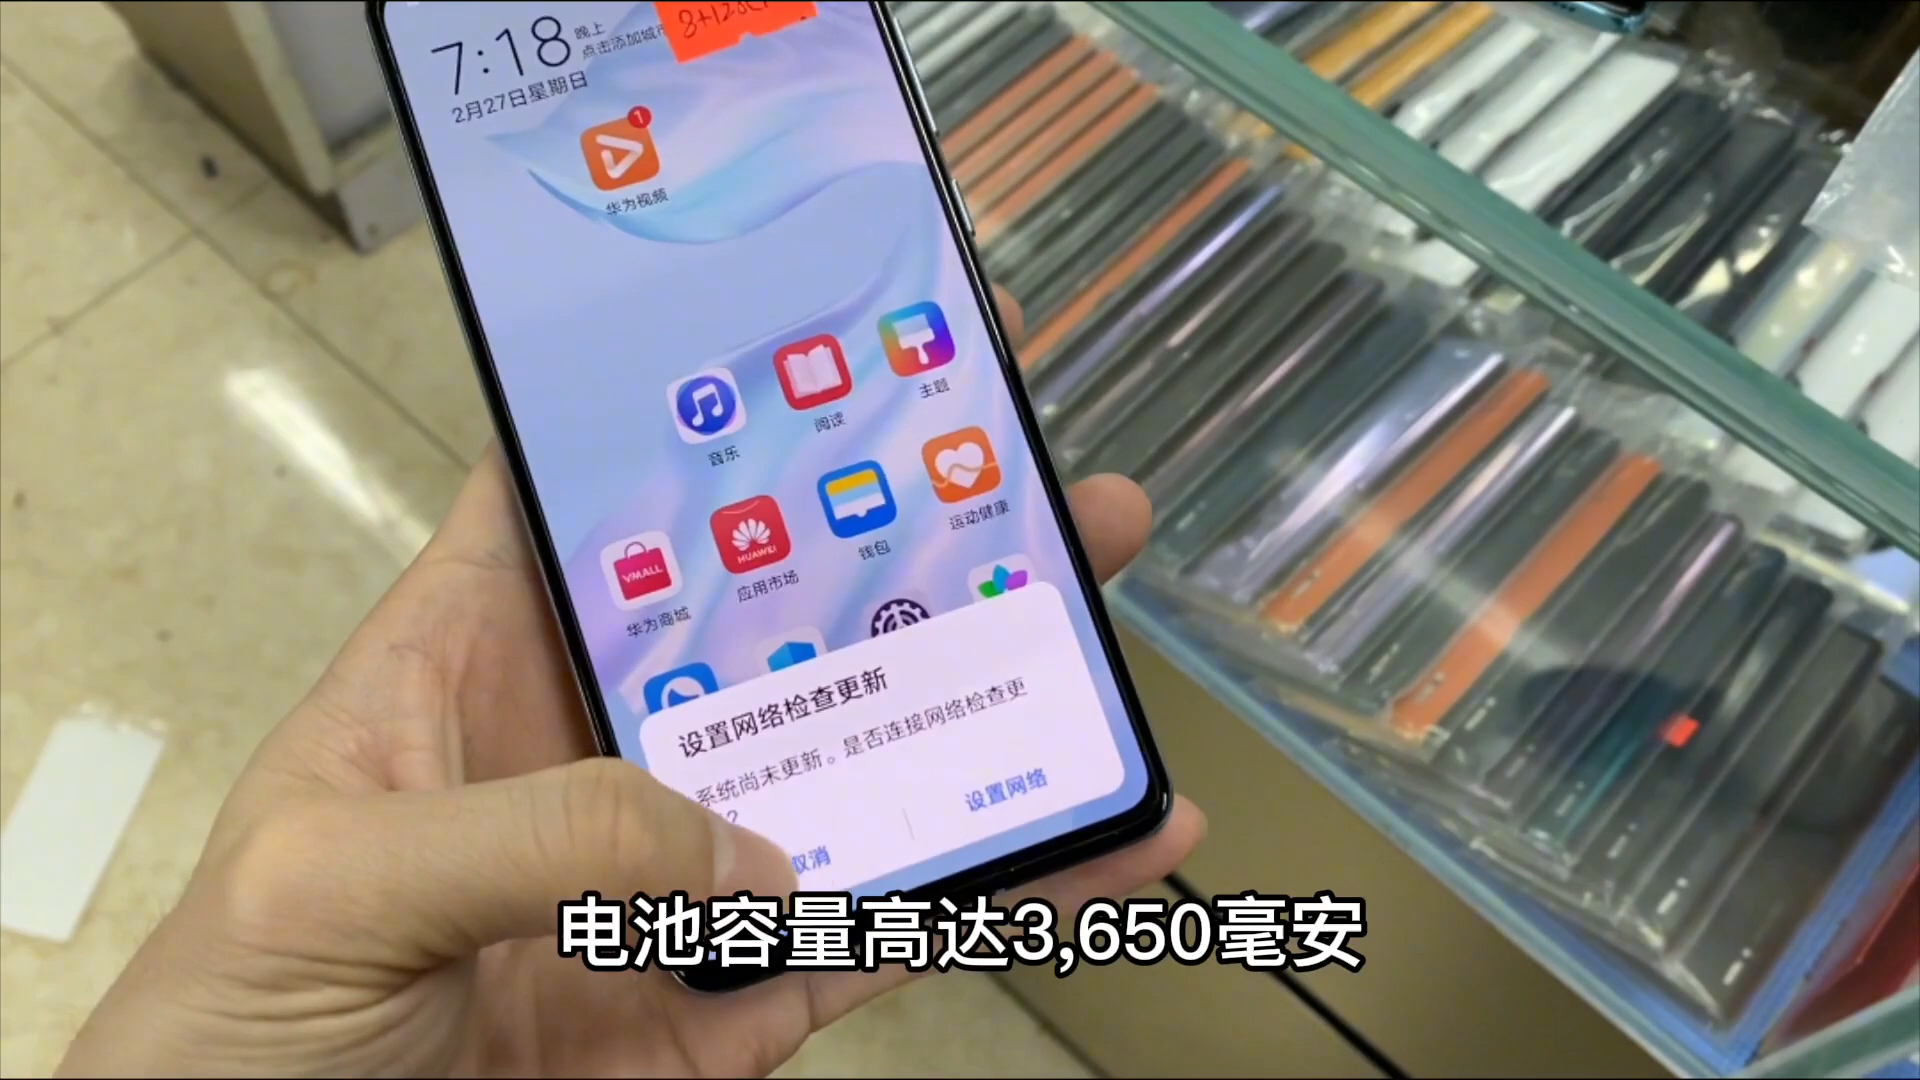 7:18
晚上
点击添加城市
2月27日星期日
1
华为视频
音乐
阅读
主题
VMALL
华为商城
HUAWEI
应用市场
钱包
运动健康
设置网络检查更新
系统尚未更新。是否连接网络检查更
?
取消
设置网络
电池容量高达3,650毫安